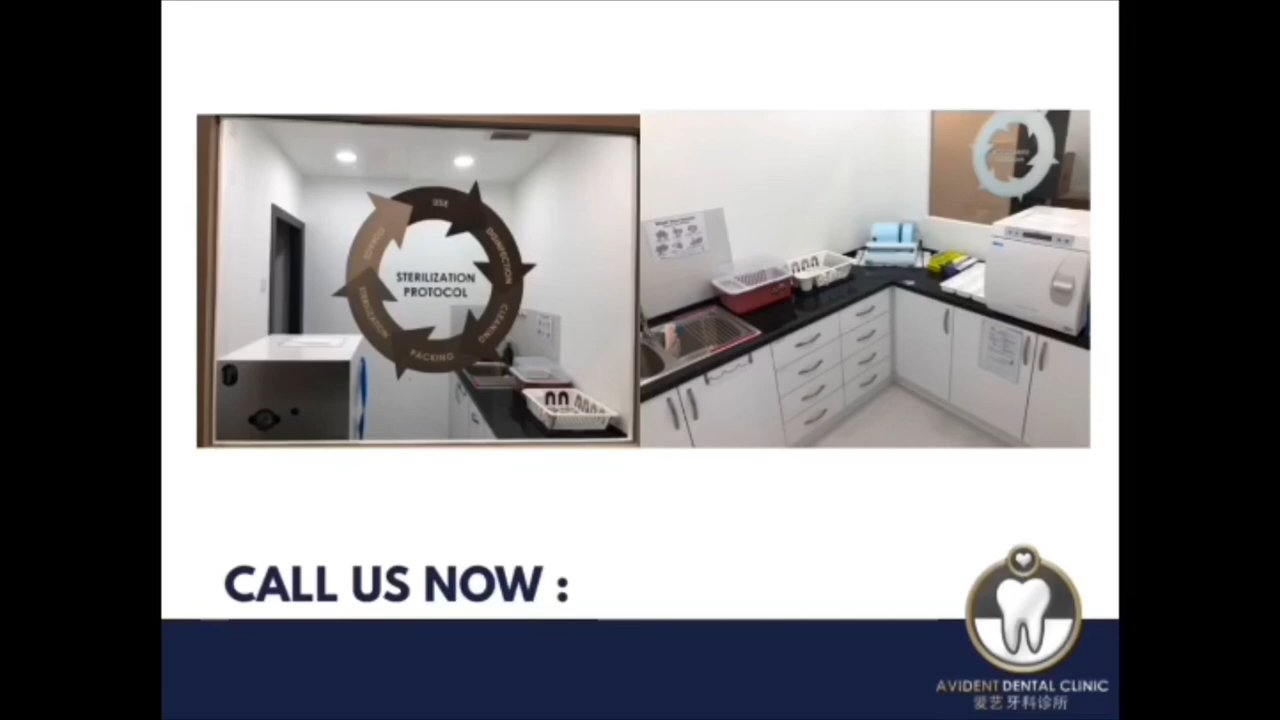 USE
DISINFECTION
CLEANING
PACKING
STERILIZATION
STORAGE
STERILIZATION
PROTOCOL
CALL US NOW :
AVIDENT DENTAL CLINIC
爱艺 牙科诊所